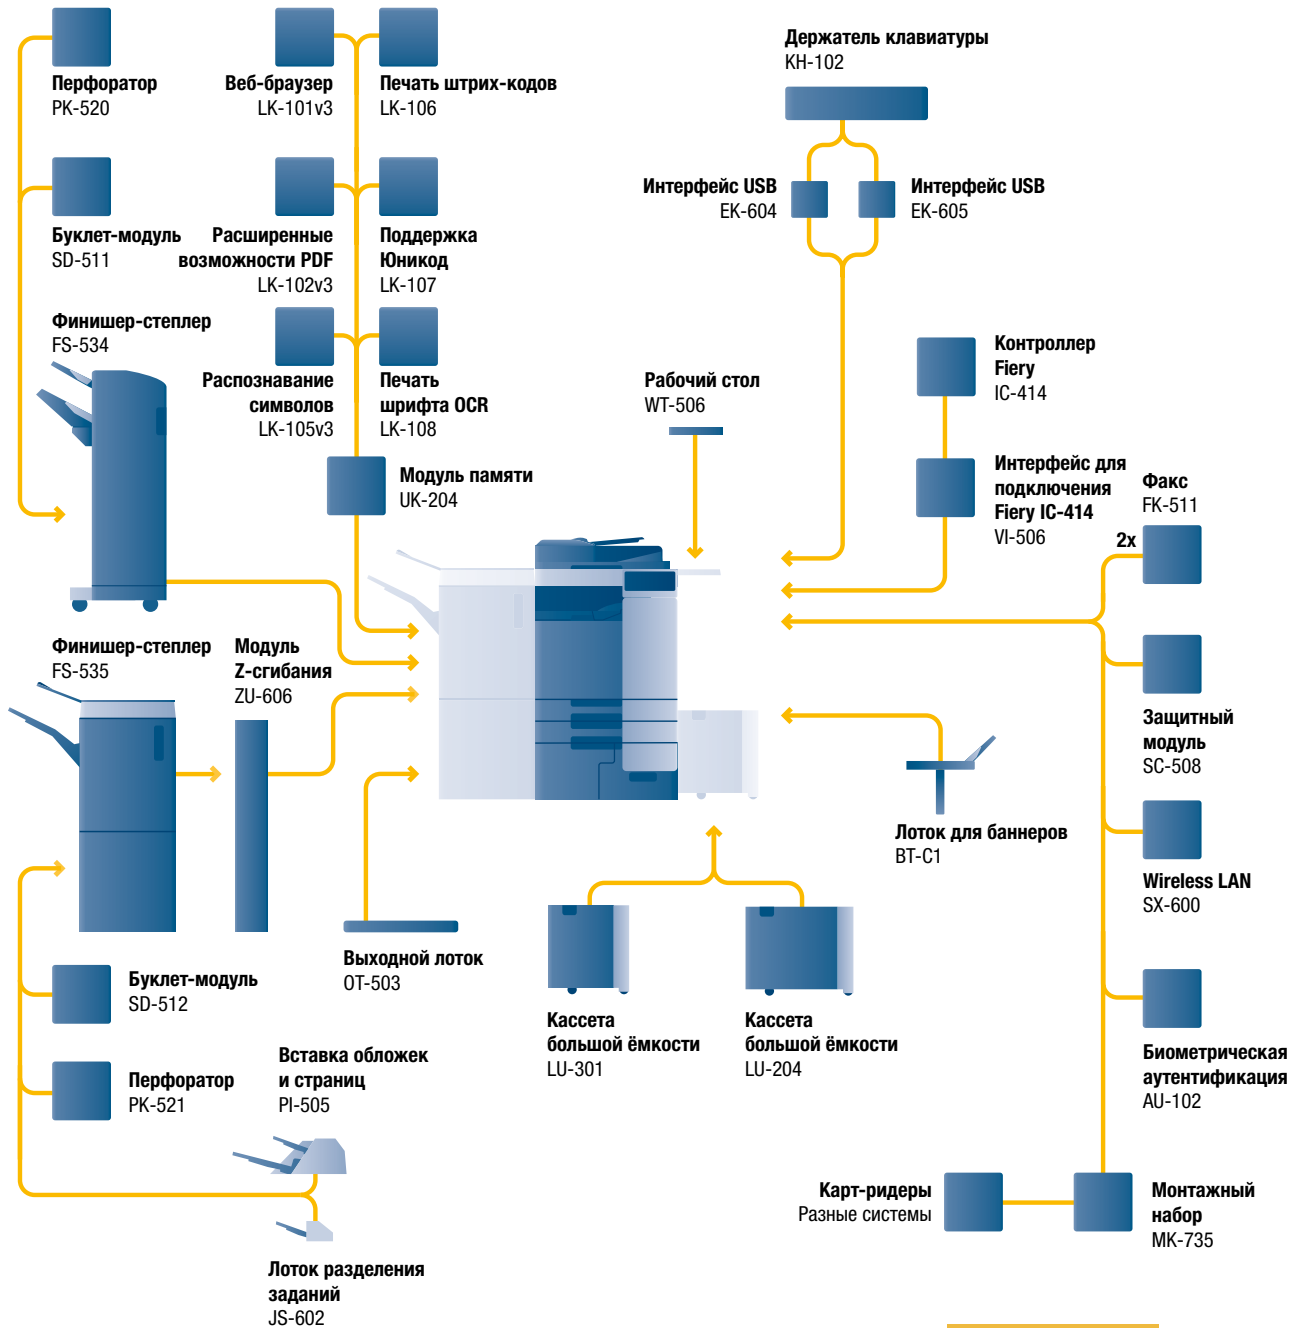 Перфоратор
PK-520
Веб-браузер
LK-101v3
Печать штрих-кодов
LK-106
Держатель клавиатуры
KH-102
Интерфейс USB
EK-604
Интерфейс USB
EK-605
Буклет-модуль
SD-511
Расширенные
возможности PDF
LK-102v3
Поддержка
Юникод
LK-107
Финишер-степлер
FS-534
Распознавание
символов
LK-105v3
Печать
шрифта OCR
LK-108
Рабочий стол
WT-506
Контроллер
Fiery
IC-414
Модуль памяти
UK-204
Интерфейс для
подключения
Fiery IC-414
VI-506
Факс
FK-511
2x
Финишер-степлер
FS-535
Модуль
Z-сгибания
ZU-606
Защитный
модуль
SC-508
Лоток для баннеров
BT-C1
Wireless LAN
SX-600
Выходной лоток
OT-503
Буклет-модуль
SD-512
Кассета
большой ёмкости
LU-301
Кассета
большой ёмкости
LU-204
Биометрическая
аутентификация
AU-102
Перфоратор
PK-521
Вставка обложек
и страниц
PI-505
Карт-ридеры
Разные системы
Монтажный
набор
MK-735
Лоток разделения
заданий
JS-602